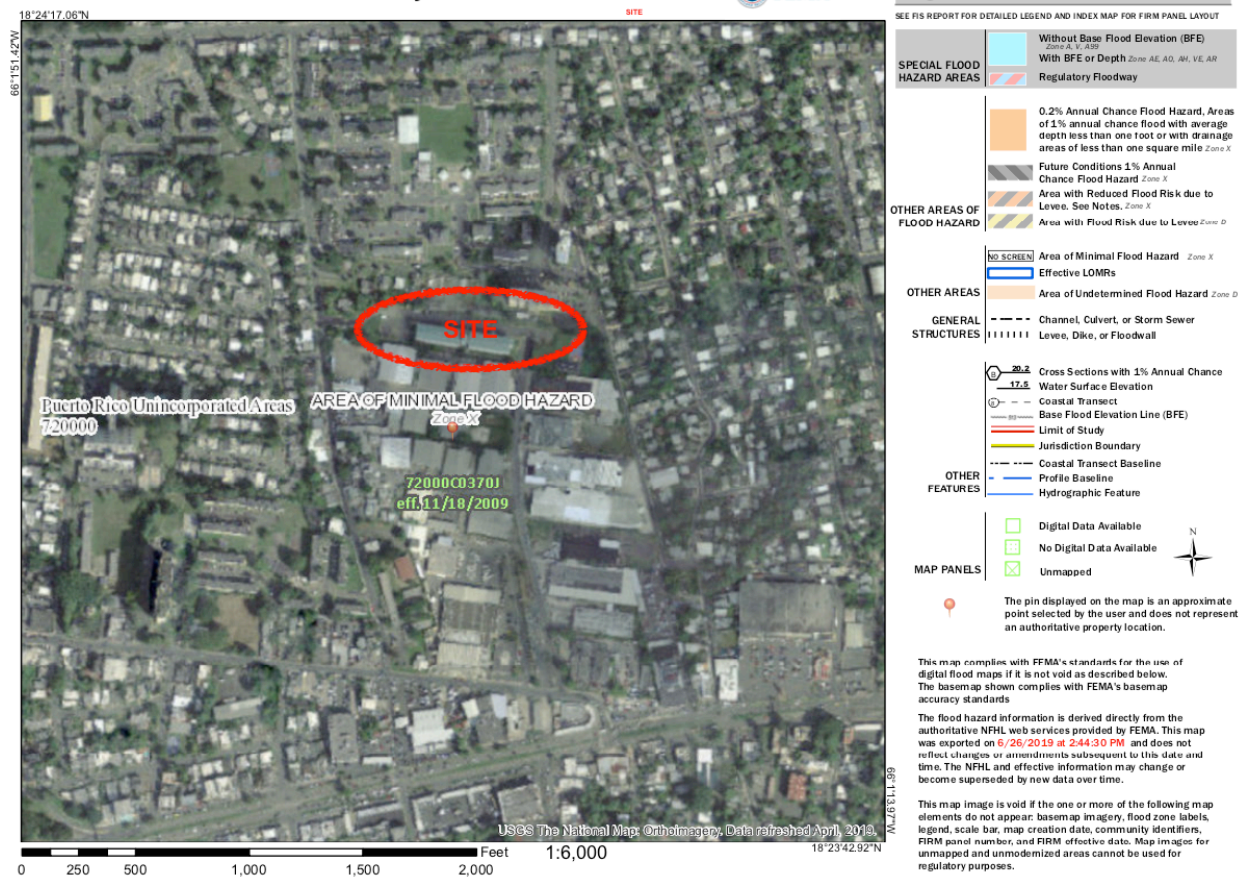 SITE
18°24'17.06"N
66°1'51.42"W
SITE
Puerto Rico Unincorporated Areas
720000
AREA OF MINIMAL FLOOD HAZARD
Zone X
72000C0370J
eff. 11/18/2009
USGS The National Map: Orthoimagery. Data refreshed April, 2019.
66°1'13.97"W
18°23'42.92"N
Feet
1:6,000
0 250 500 1,000 1,500 2,000
SEE FIS REPORT FOR DETAILED LEGEND AND INDEX MAP FOR FIRM PANEL LAYOUT
SPECIAL FLOOD
HAZARD AREAS
Without Base Flood Elevation (BFE)
Zone A, V, A99
With BFE or Depth Zone AE, AO, AH, VE, AR
Regulatory Floodway
0.2% Annual Chance Flood Hazard, Areas
of 1% annual chance flood with average
depth less than one foot or with drainage
areas of less than one square mile Zone X
Future Conditions 1% Annual
Chance Flood Hazard Zone X
Area with Reduced Flood Risk due to
Levee. See Notes. Zone X
Area with Flood Risk due to Levee Zone D
OTHER AREAS OF
FLOOD HAZARD
NO SCREEN Area of Minimal Flood Hazard Zone X
Effective LOMRs
OTHER AREAS
Area of Undetermined Flood Hazard Zone D
GENERAL
STRUCTURES
Channel, Culvert, or Storm Sewer
Levee, Dike, or Floodwall
B 20.2 Cross Sections with 1% Annual Chance
17.5 Water Surface Elevation
Coastal Transect
Base Flood Elevation Line (BFE)
Limit of Study
Jurisdiction Boundary
Coastal Transect Baseline
OTHER
FEATURES
Profile Baseline
Hydrographic Feature
Digital Data Available
No Digital Data Available
Unmapped
MAP PANELS
N
The pin displayed on the map is an approximate
point selected by the user and does not represent
an authoritative property location.
This map complies with FEMA's standards for the use of
digital flood maps if it is not void as described below.
The basemap shown complies with FEMA's basemap
accuracy standards
The flood hazard information is derived directly from the
authoritative NFHL web services provided by FEMA. This map
was exported on 6/26/2019 at 2:44:30 PM and does not
reflect changes or amendments subsequent to this date and
time. The NFHL and effective information may change or
become superseded by new data over time.
This map image is void if the one or more of the following map
elements do not appear: basemap imagery, flood zone labels,
legend, scale bar, map creation date, community identifiers,
FIRM panel number, and FIRM effective date. Map images for
unmapped and unmodernized areas cannot be used for
regulatory purposes.